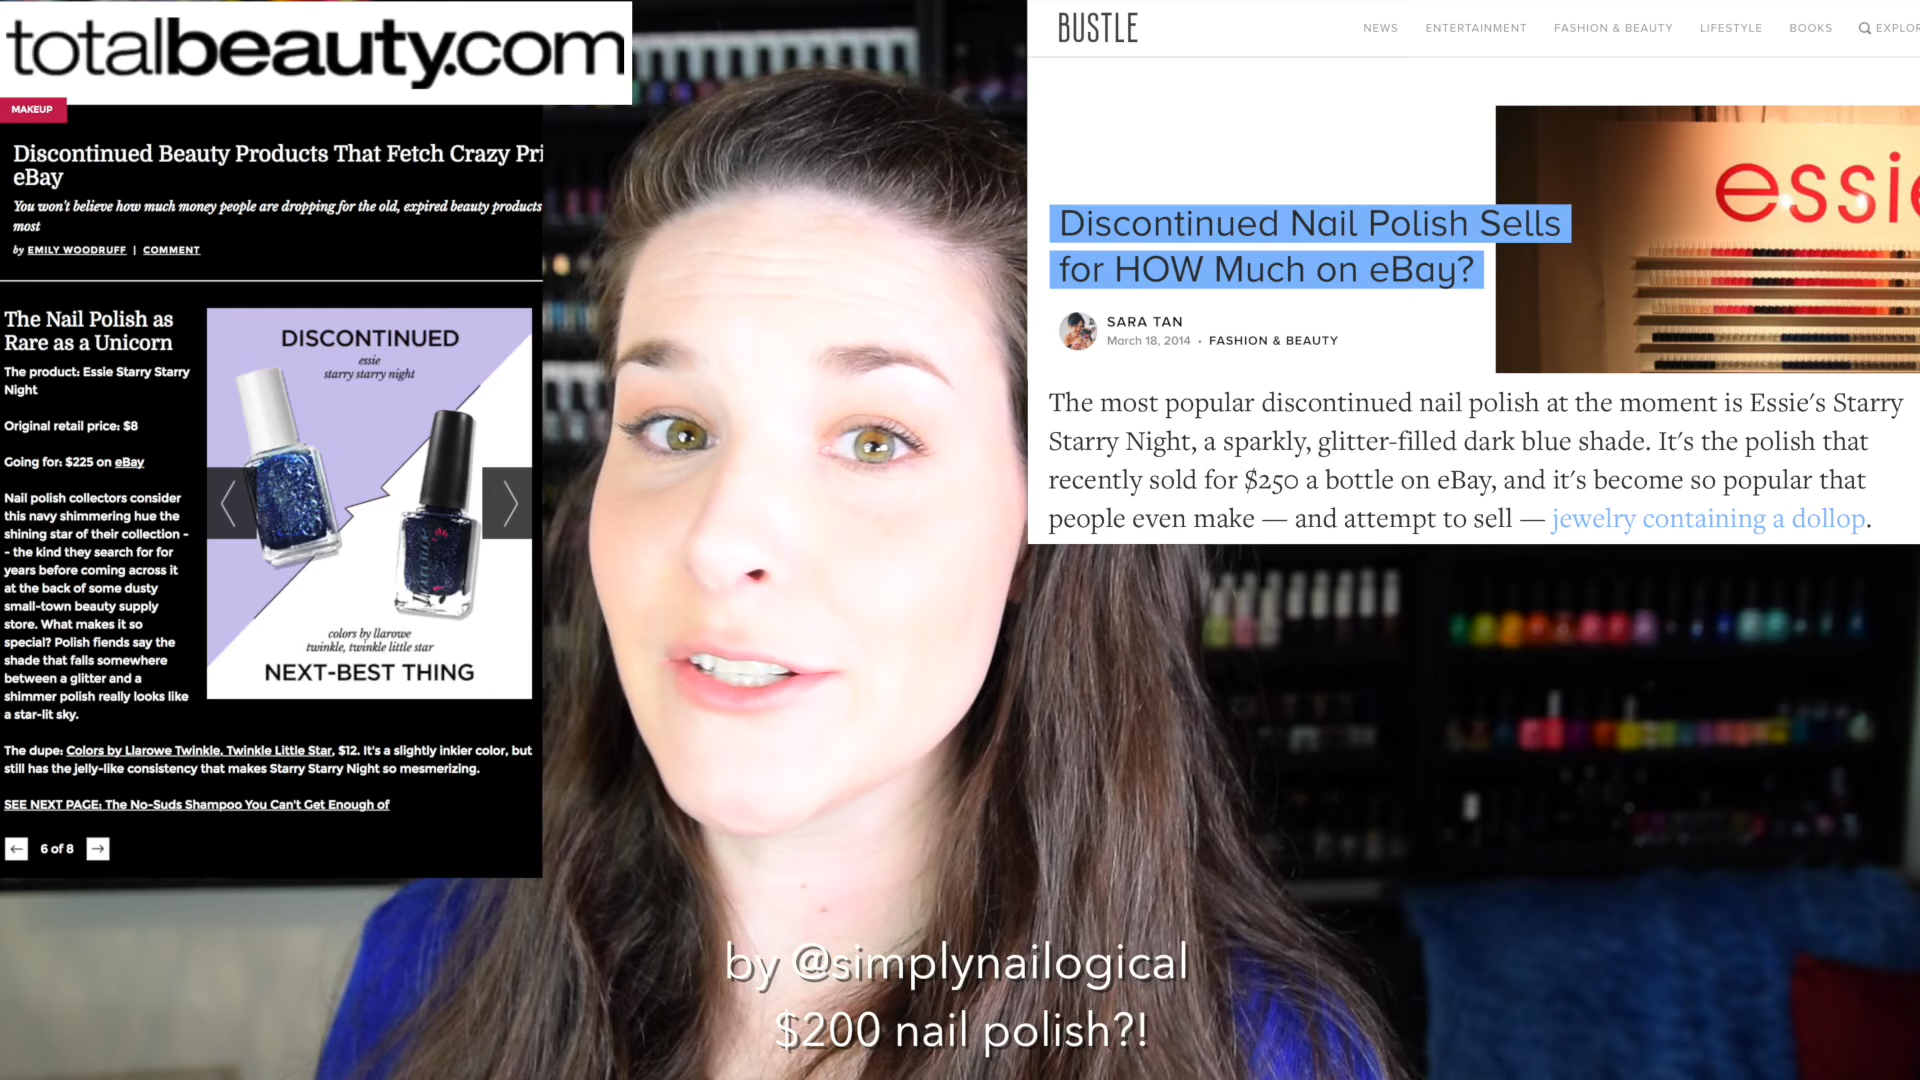 totalbeauty.com
MAKEUP
Discontinued Beauty Products That Fetch Crazy Pri
eBay
You won't believe how much money people are dropping for the old, expired beauty products
most
by EMILY WOODRUFF | COMMENT
The Nail Polish as
Rare as a Unicorn
The product: Essie Starry Starry
Night
Original retail price: $8
Going for: $225 on eBay
Nail polish collectors consider
this navy shimmering hue the
shining star of their collection -
- the kind they search for for
years before coming across it
at the back of some dusty
small-town beauty supply
store. What makes it so
special? Polish fiends say the
shade that falls somewhere
between a glitter and a
shimmer polish really looks like
a star-lit sky.
DISCONTINUED
essie
starry starry night
colors by llarowe
twinkle, twinkle little star
NEXT-BEST THING
The dupe: Colors by Llarowe Twinkle, Twinkle Little Star, $12. It's a slightly inkier color, but
still has the jelly-like consistency that makes Starry Starry Night so mesmerizing.
SEE NEXT PAGE: The No-Suds Shampoo You Can't Get Enough of
6 of 8
BUSTLE
NEWS ENTERTAINMENT FASHION & BEAUTY LIFESTYLE BOOKS EXPLOR
essie
Discontinued Nail Polish Sells
for HOW Much on eBay?
SARA TAN
March 18, 2014 • FASHION & BEAUTY
The most popular discontinued nail polish at the moment is Essie's Starry
Starry Night, a sparkly, glitter-filled dark blue shade. It's the polish that
recently sold for $250 a bottle on eBay, and it's become so popular that
people even make — and attempt to sell — jewelry containing a dollop.
by @simplynailogical
$200 nail polish?!